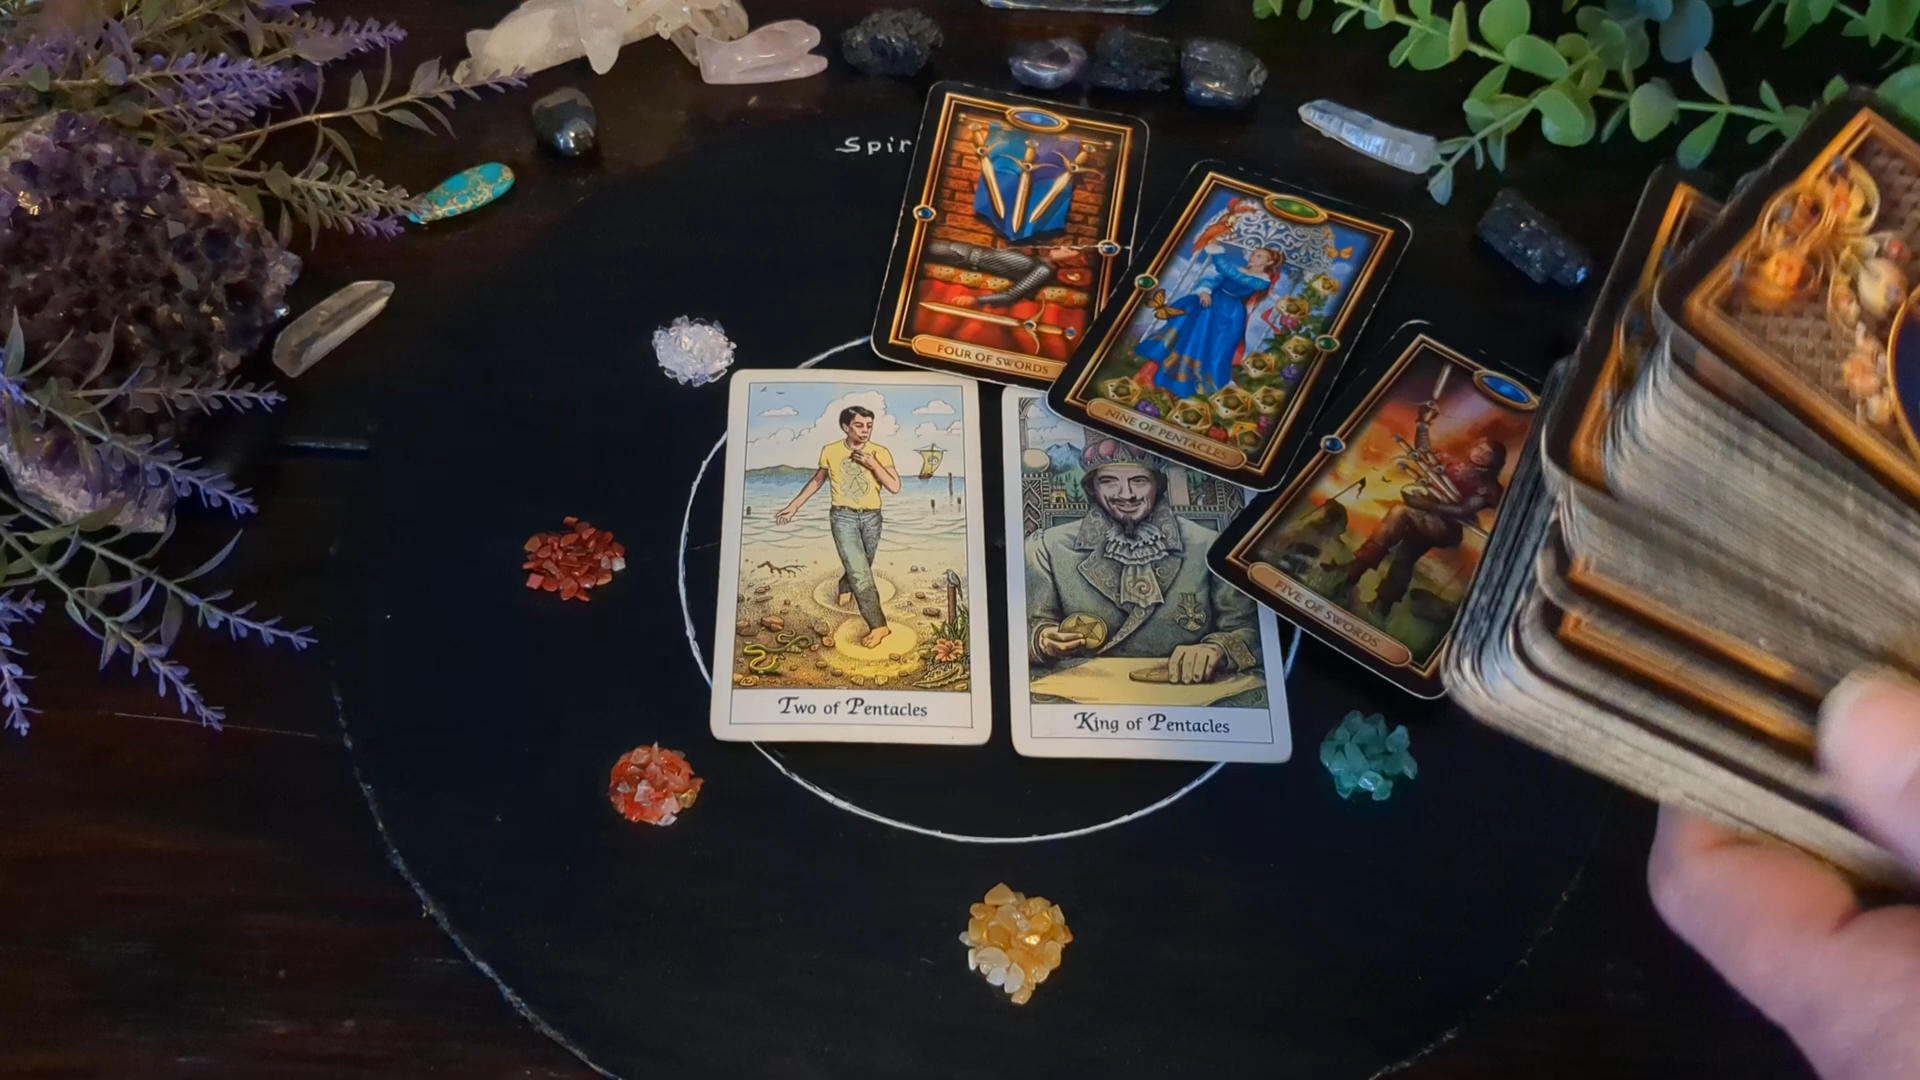 Spir
FOUR OF SWORDS
NINE OF PENTACLES
FIVE OF SWORDS
Two of Pentacles
King of Pentacles